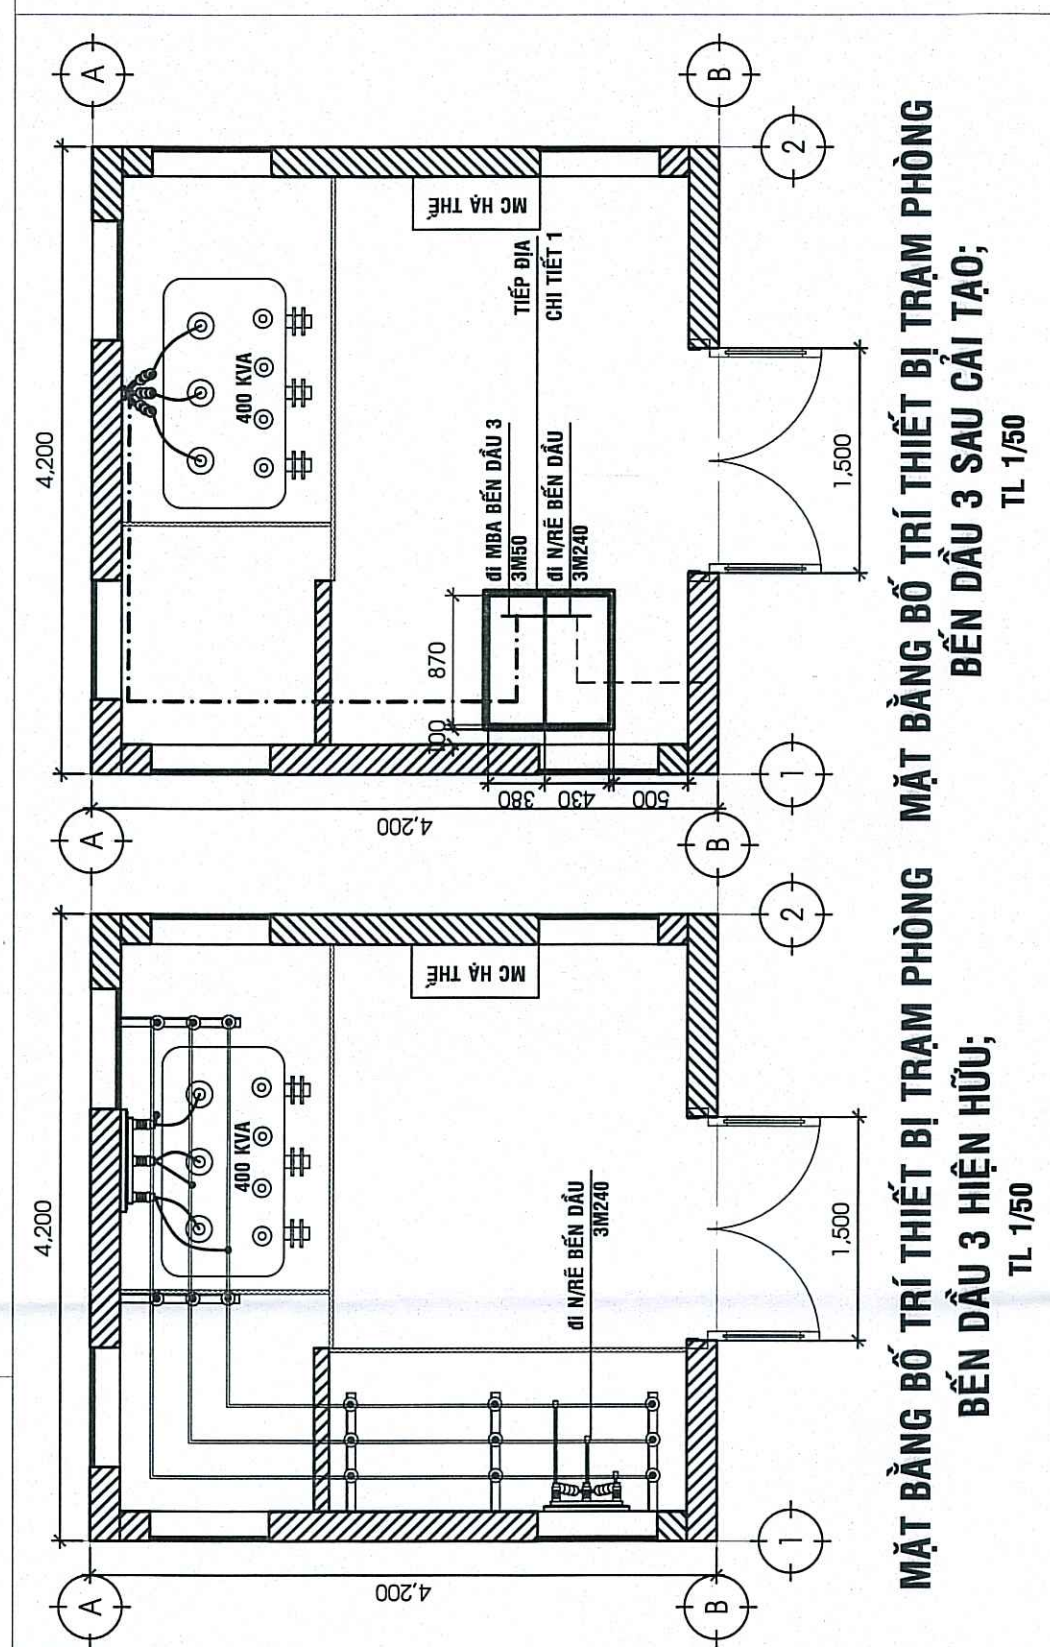 4,200
A
A
400 KVA
MC HẠ THẾ
đi N/RẼ BẾN DẦU
3M240
4,200
B
B
1
2
1,500
MẶT BẰNG BỐ TRÍ THIẾT BỊ TRẠM PHÒNG
BẾN DẦU 3 HIỆN HỮU;
TL 1/50
4,200
A
400 KVA
MC HẠ THẾ
TIẾP ĐỊA
CHI TIẾT 1
đi MBA BẾN DẦU 3
3M50
đi N/RẼ BẾN DẦU
3M240
870
100
380
430
500
4,200
B
1
2
1,500
MẶT BẰNG BỐ TRÍ THIẾT BỊ TRẠM PHÒNG
BẾN DẦU 3 SAU CẢI TẠO;
TL 1/50